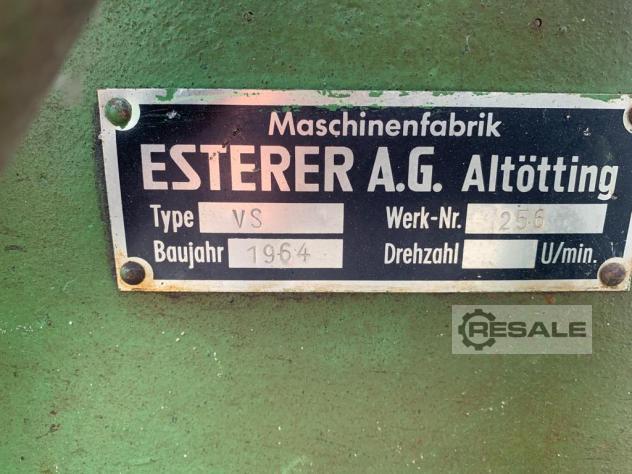 Maschinenfabrik
ESTERER A.G. Altötting
Type VS Werk-Nr. 256
Baujahr 1964 Drehzahl U/min.
RESALE